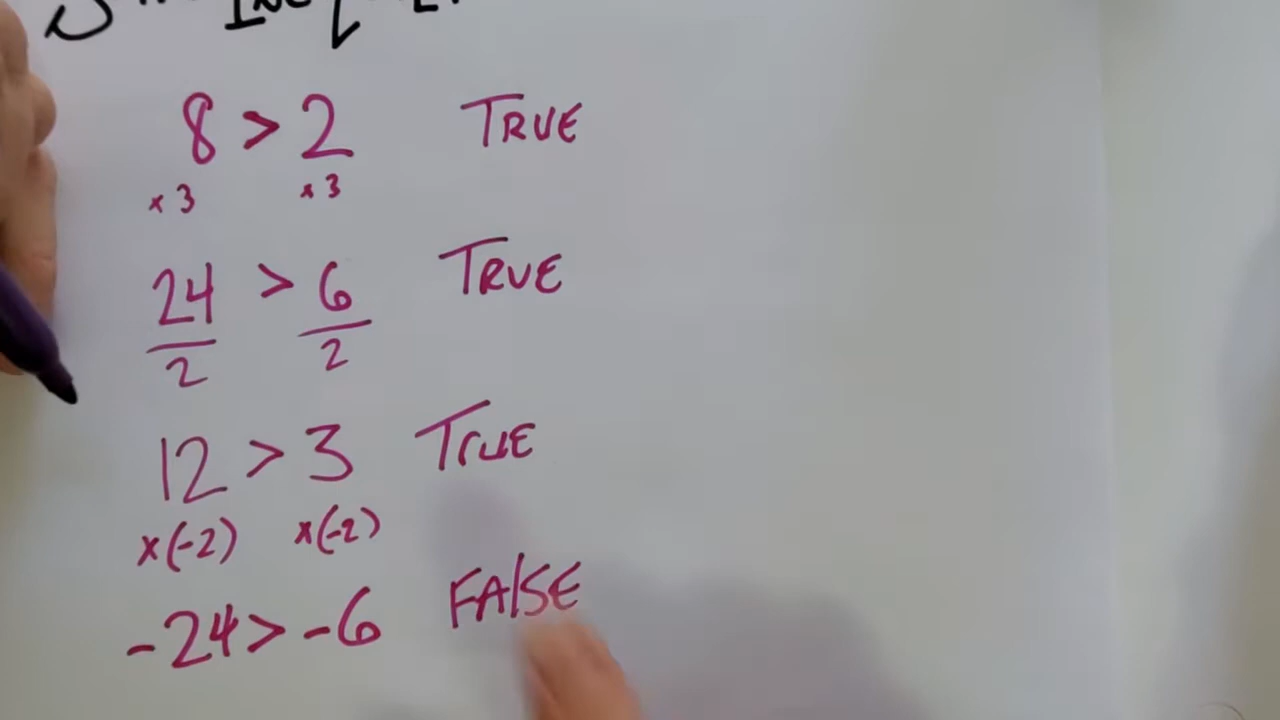 8 > 2 TRUE
x 3 x 3
24 > 6 TRUE
2 2
12 > 3 TRUE
x(-2) x(-2)
-24 > -6 FAlSE